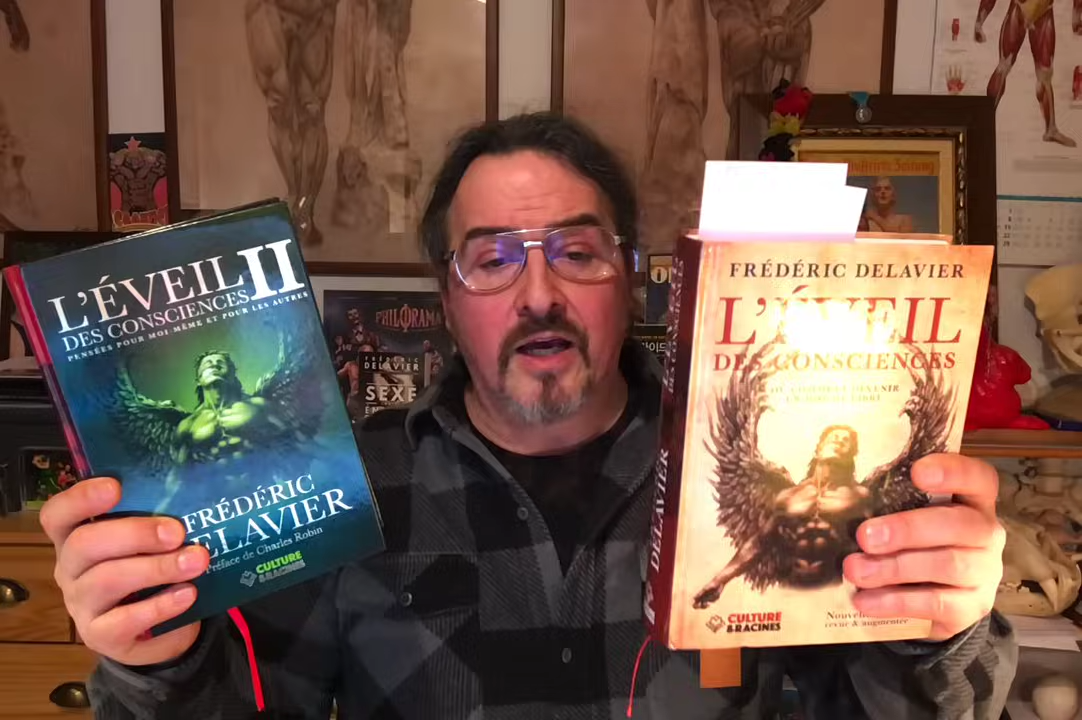 L'ÉVEIL II
DES CONSCIENCES
PENSÉES POUR MOI-MÊME ET POUR LES AUTRES
FRÉDÉRIC
DELAVIER
Préface de Charles Robin
CULTURE
&RACINES
PHILORAMA
FRÉDÉRIC
DELAVIER
SEXE
DELAVIER
FRÉDÉRIC DELAVIER
L'ÉVEIL
DES CONSCIENCES
CULTURE
&RACINES
revue & augmentée
Zeitung